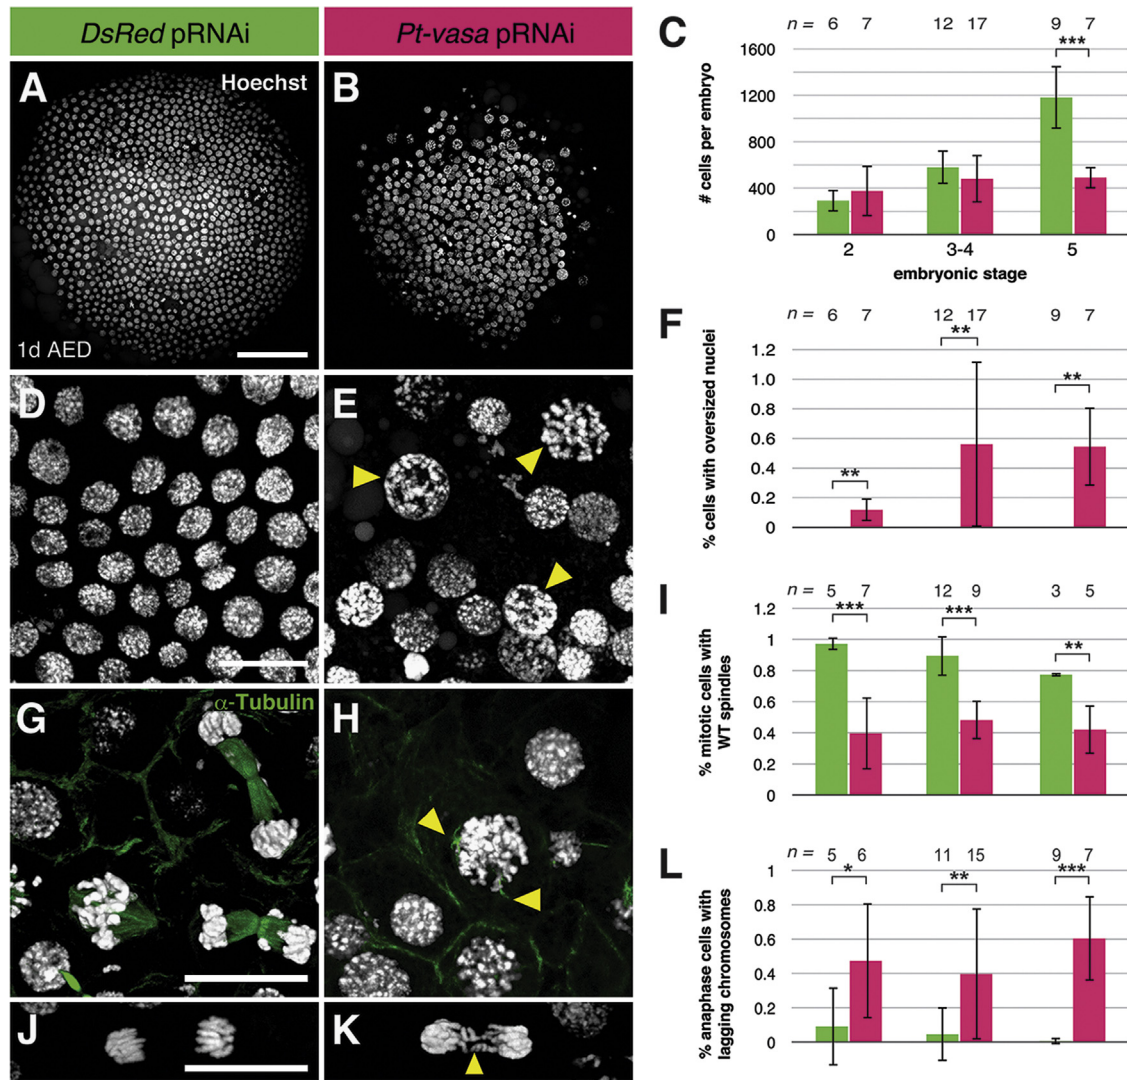 DsRed pRNAi
Pt-vasa pRNAi
A
Hoechst
1d AED
B
C
n = 6 7 12 17 9 7
***
1600
1200
800
400
0
# cells per embryo
2 3-4 5
embryonic stage
D
E
F
n = 6 7 12 17 9 7
** ** **
1.2
1.0
0.8
0.6
0.4
0.2
0
% cells with oversized nuclei
G
α-Tubulin
H
I
n = 5 7 12 9 3 5
*** *** **
1.2
1
0.8
0.6
0.4
0.2
0
% mitotic cells with
WT spindles
J
K
L
n = 5 6 11 15 9 7
* ** ***
1
0.8
0.6
0.4
0.2
0
% anaphase cells with
lagging chromosomes